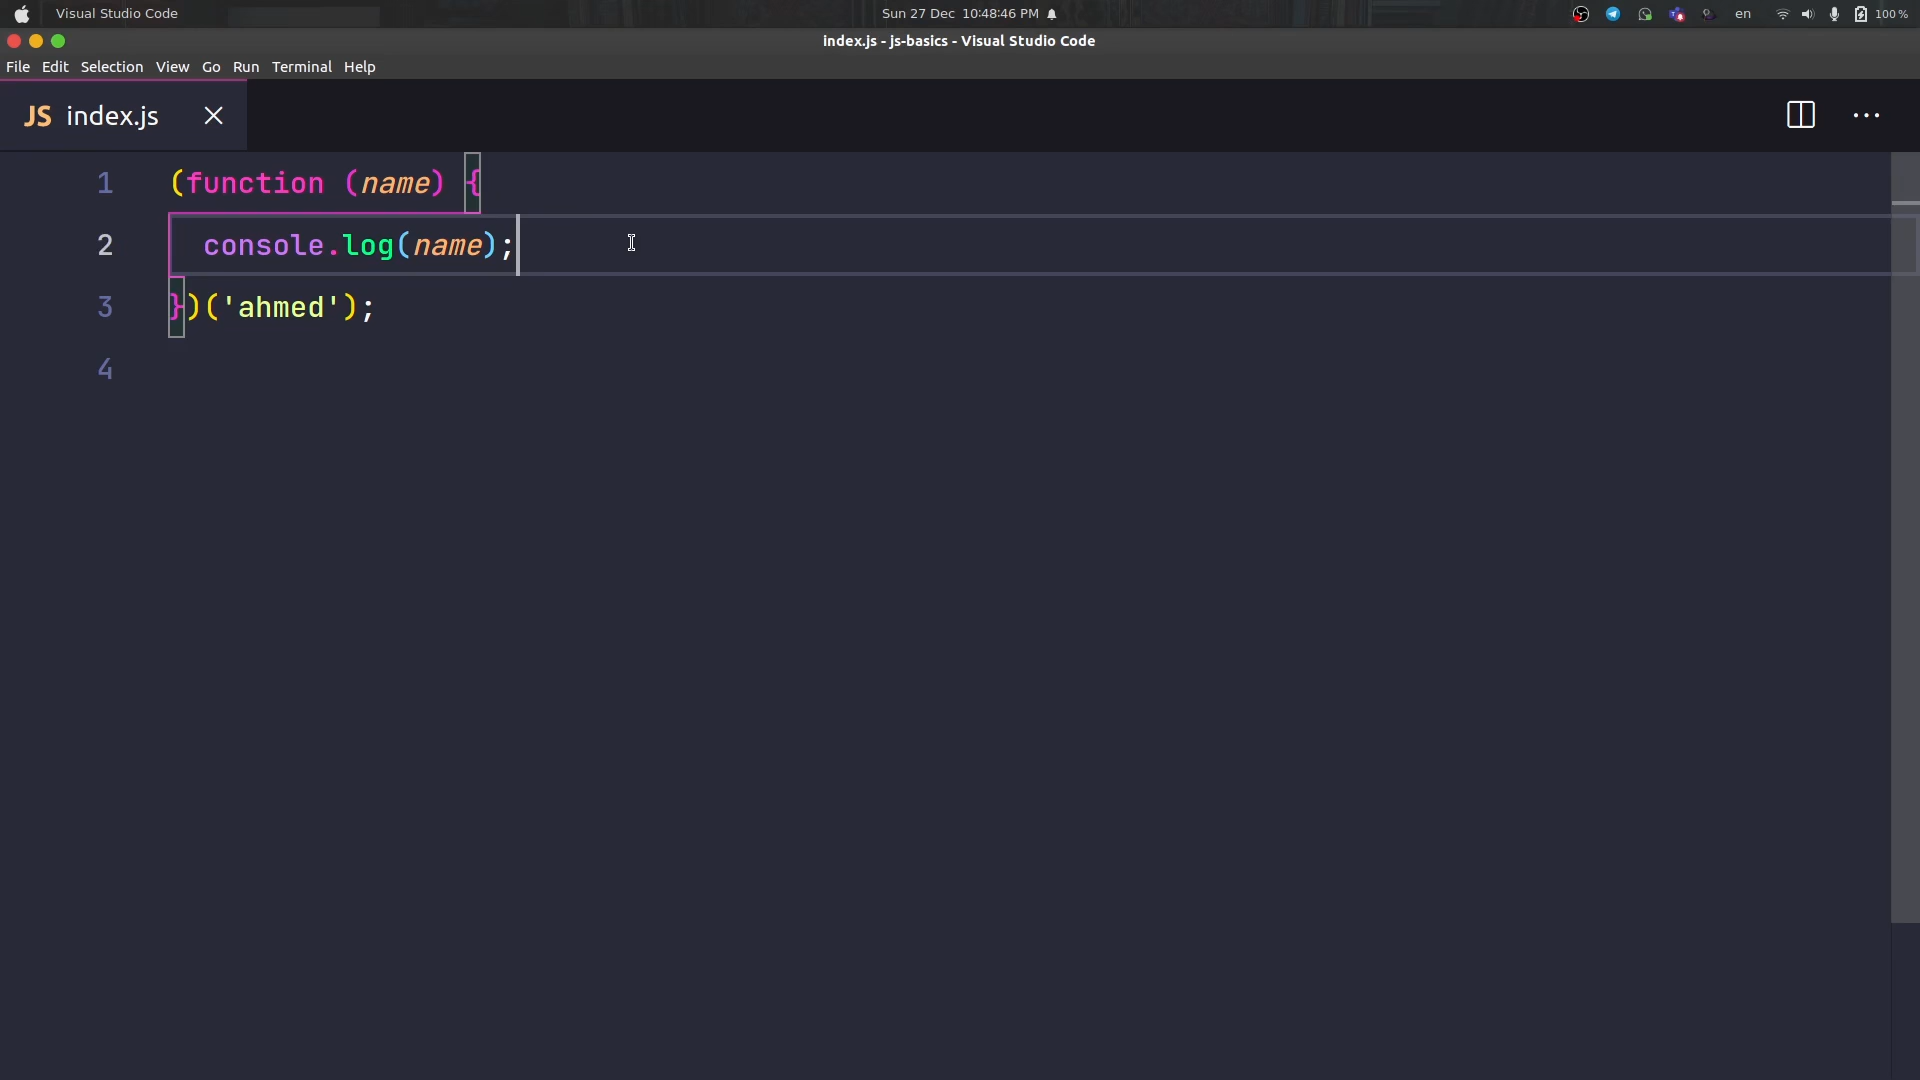 Visual Studio Code
Sun 27 Dec 10:48:46 PM
en
100 %
index.js - js-basics - Visual Studio Code
File Edit Selection View Go Run Terminal Help
JS index.js
1 (function (name) {
2 console.log(name);
3 })('ahmed');
4